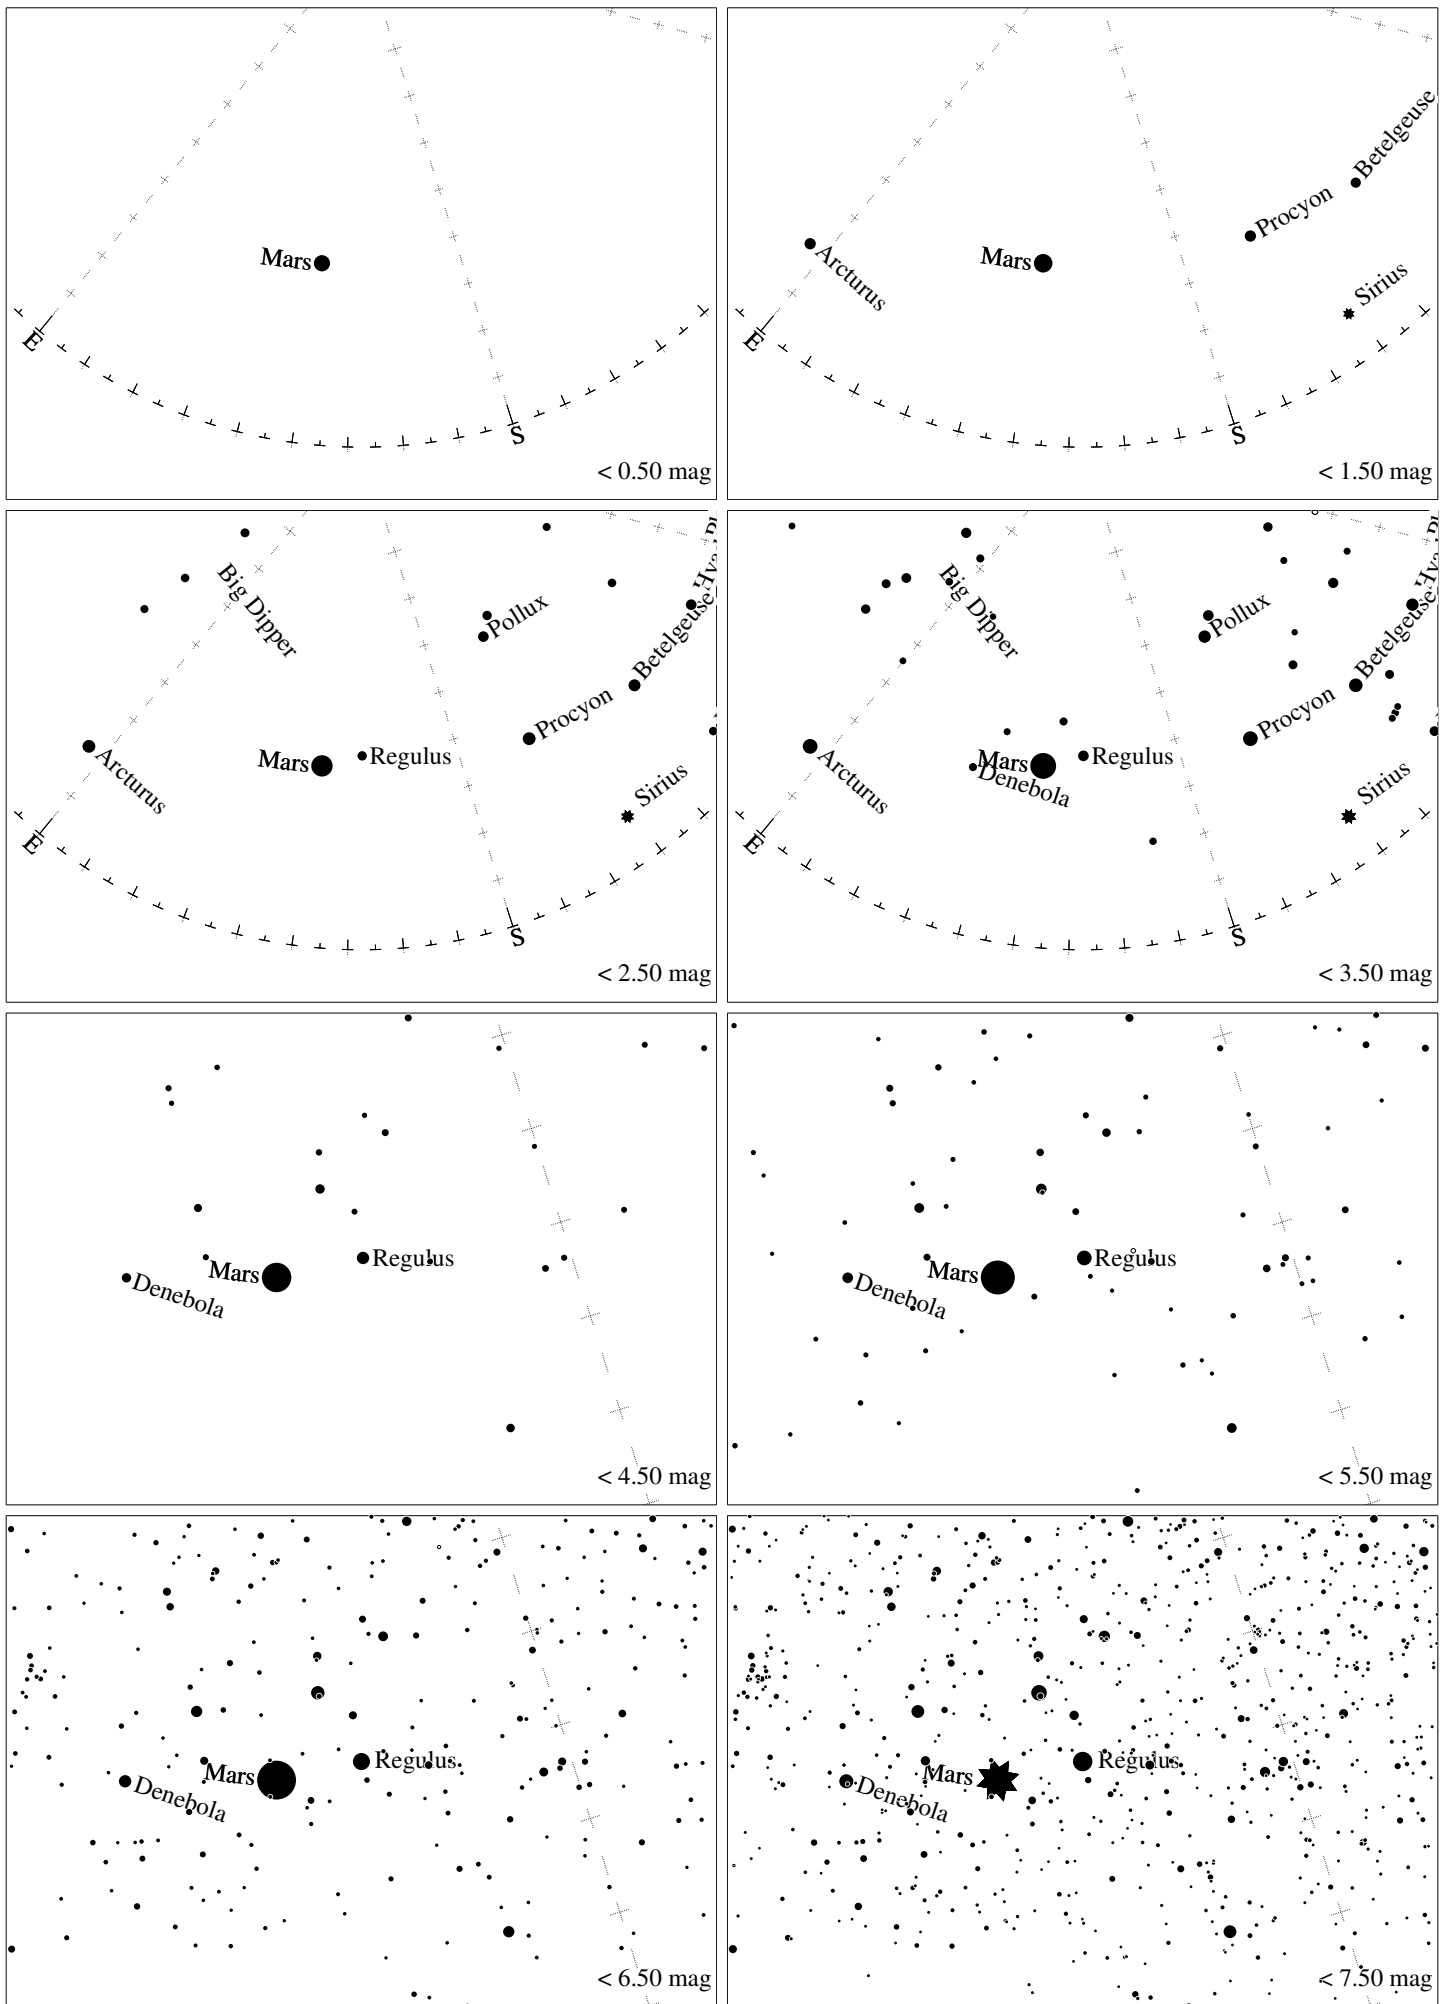 Mars
E
S
< 0.50 mag
Betelgeuse
Procyon
Arcturus
Mars
Sirius
E
S
< 1.50 mag
Big Dipper
Pollux
Betelgeuse
Procyon
Arcturus
Mars
Regulus
Sirius
E
S
< 2.50 mag
Big Dipper
Pollux
Betelgeuse
Procyon
Arcturus
Mars
Regulus
Denebola
Sirius
E
S
< 3.50 mag
Mars
Regulus
Denebola
< 4.50 mag
Mars
Regulus
Denebola
< 5.50 mag
Mars
Regulus
Denebola
< 6.50 mag
Mars
Regulus
Denebola
< 7.50 mag